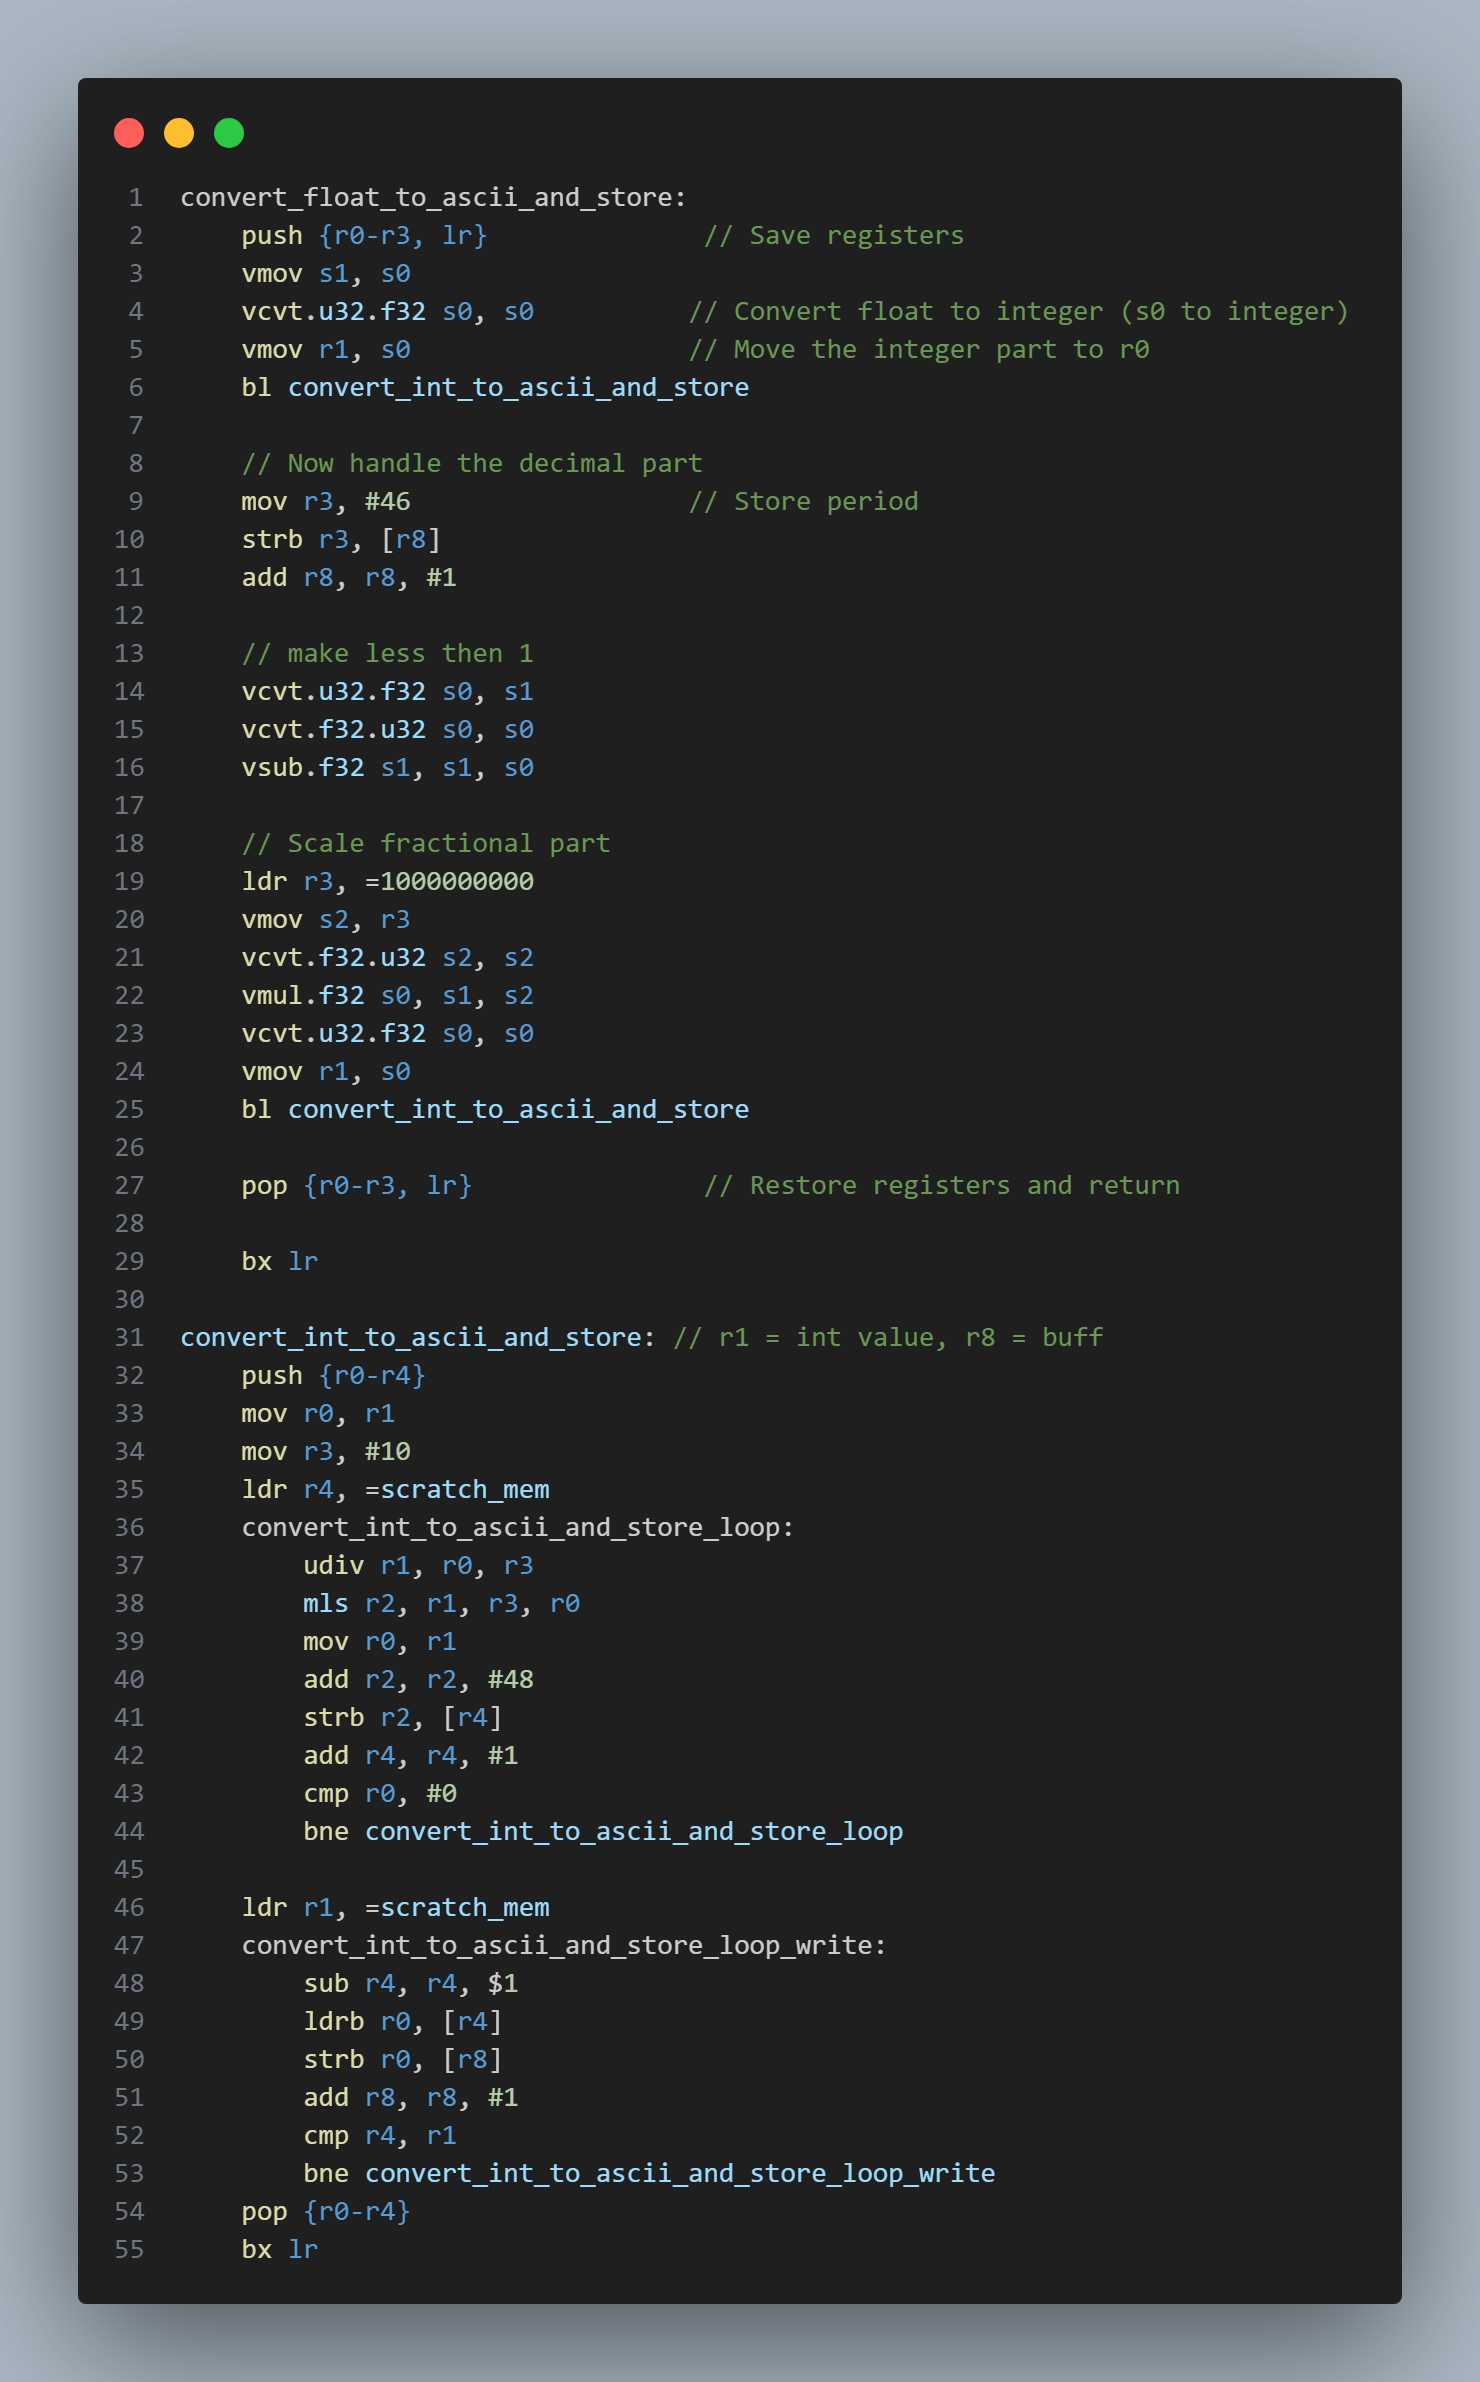 1 convert_float_to_ascii_and_store:
2     push {r0-r3, lr}              // Save registers
3     vmov s1, s0
4     vcvt.u32.f32 s0, s0          // Convert float to integer (s0 to integer)
5     vmov r1, s0                  // Move the integer part to r0
6     bl convert_int_to_ascii_and_store
7
8     // Now handle the decimal part
9     mov r3, #46                  // Store period
10     strb r3, [r8]
11     add r8, r8, #1
12
13     // make less then 1
14     vcvt.u32.f32 s0, s1
15     vcvt.f32.u32 s0, s0
16     vsub.f32 s1, s1, s0
17
18     // Scale fractional part
19     ldr r3, =1000000000
20     vmov s2, r3
21     vcvt.f32.u32 s2, s2
22     vmul.f32 s0, s1, s2
23     vcvt.u32.f32 s0, s0
24     vmov r1, s0
25     bl convert_int_to_ascii_and_store
26
27     pop {r0-r3, lr}               // Restore registers and return
28
29     bx lr
30
31 convert_int_to_ascii_and_store: // r1 = int value, r8 = buff
32     push {r0-r4}
33     mov r0, r1
34     mov r3, #10
35     ldr r4, =scratch_mem
36     convert_int_to_ascii_and_store_loop:
37         udiv r1, r0, r3
38         mls r2, r1, r3, r0
39         mov r0, r1
40         add r2, r2, #48
41         strb r2, [r4]
42         add r4, r4, #1
43         cmp r0, #0
44         bne convert_int_to_ascii_and_store_loop
45
46     ldr r1, =scratch_mem
47     convert_int_to_ascii_and_store_loop_write:
48         sub r4, r4, $1
49         ldrb r0, [r4]
50         strb r0, [r8]
51         add r8, r8, #1
52         cmp r4, r1
53         bne convert_int_to_ascii_and_store_loop_write
54     pop {r0-r4}
55     bx lr